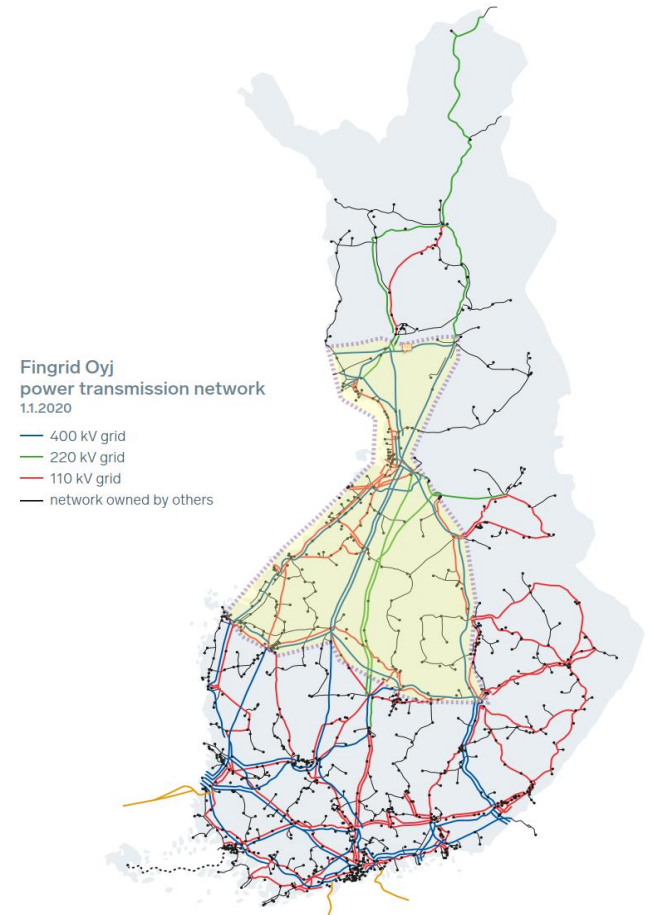 Fingrid Oyj
power transmission network
1.1.2020
400 kV grid
220 kV grid
110 kV grid
network owned by others